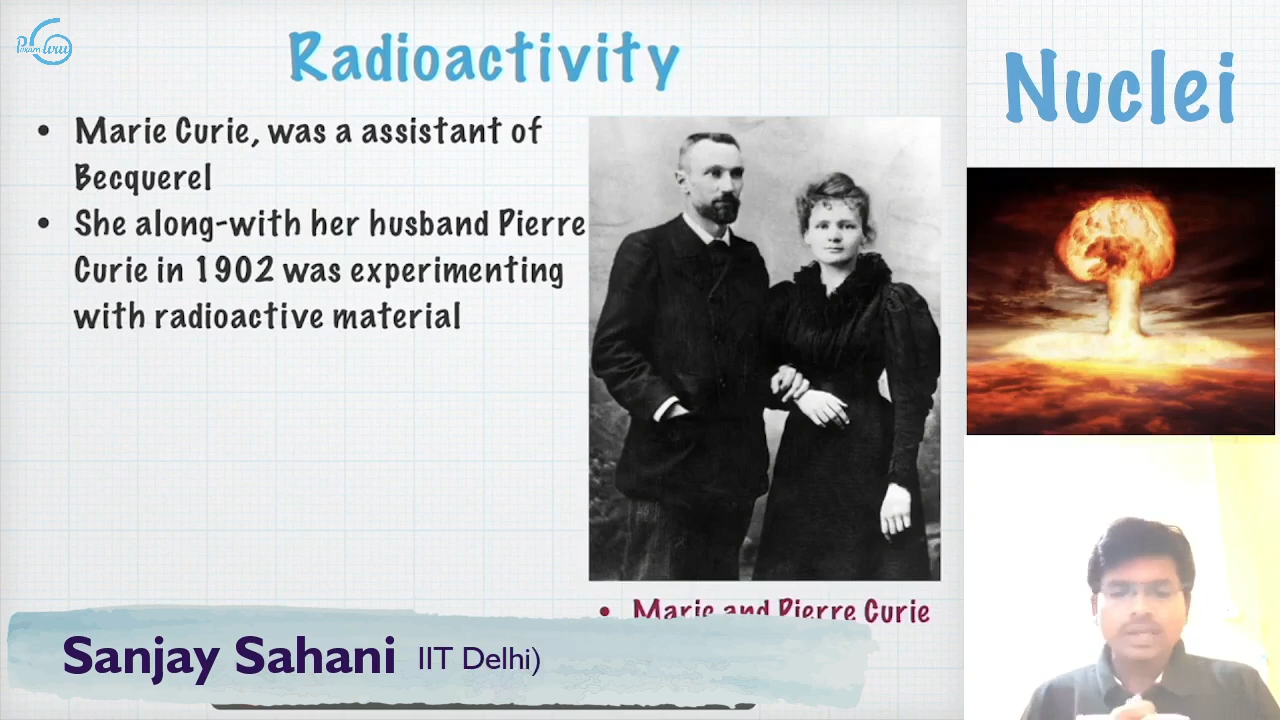 Radioactivity
• Marie Curie, was a assistant of
Becquerel
• She along-with her husband Pierre
Curie in 1902 was experimenting
with radioactive material
• Marie and Pierre Curie
Sanjay Sahani IIT Delhi)
Nuclei